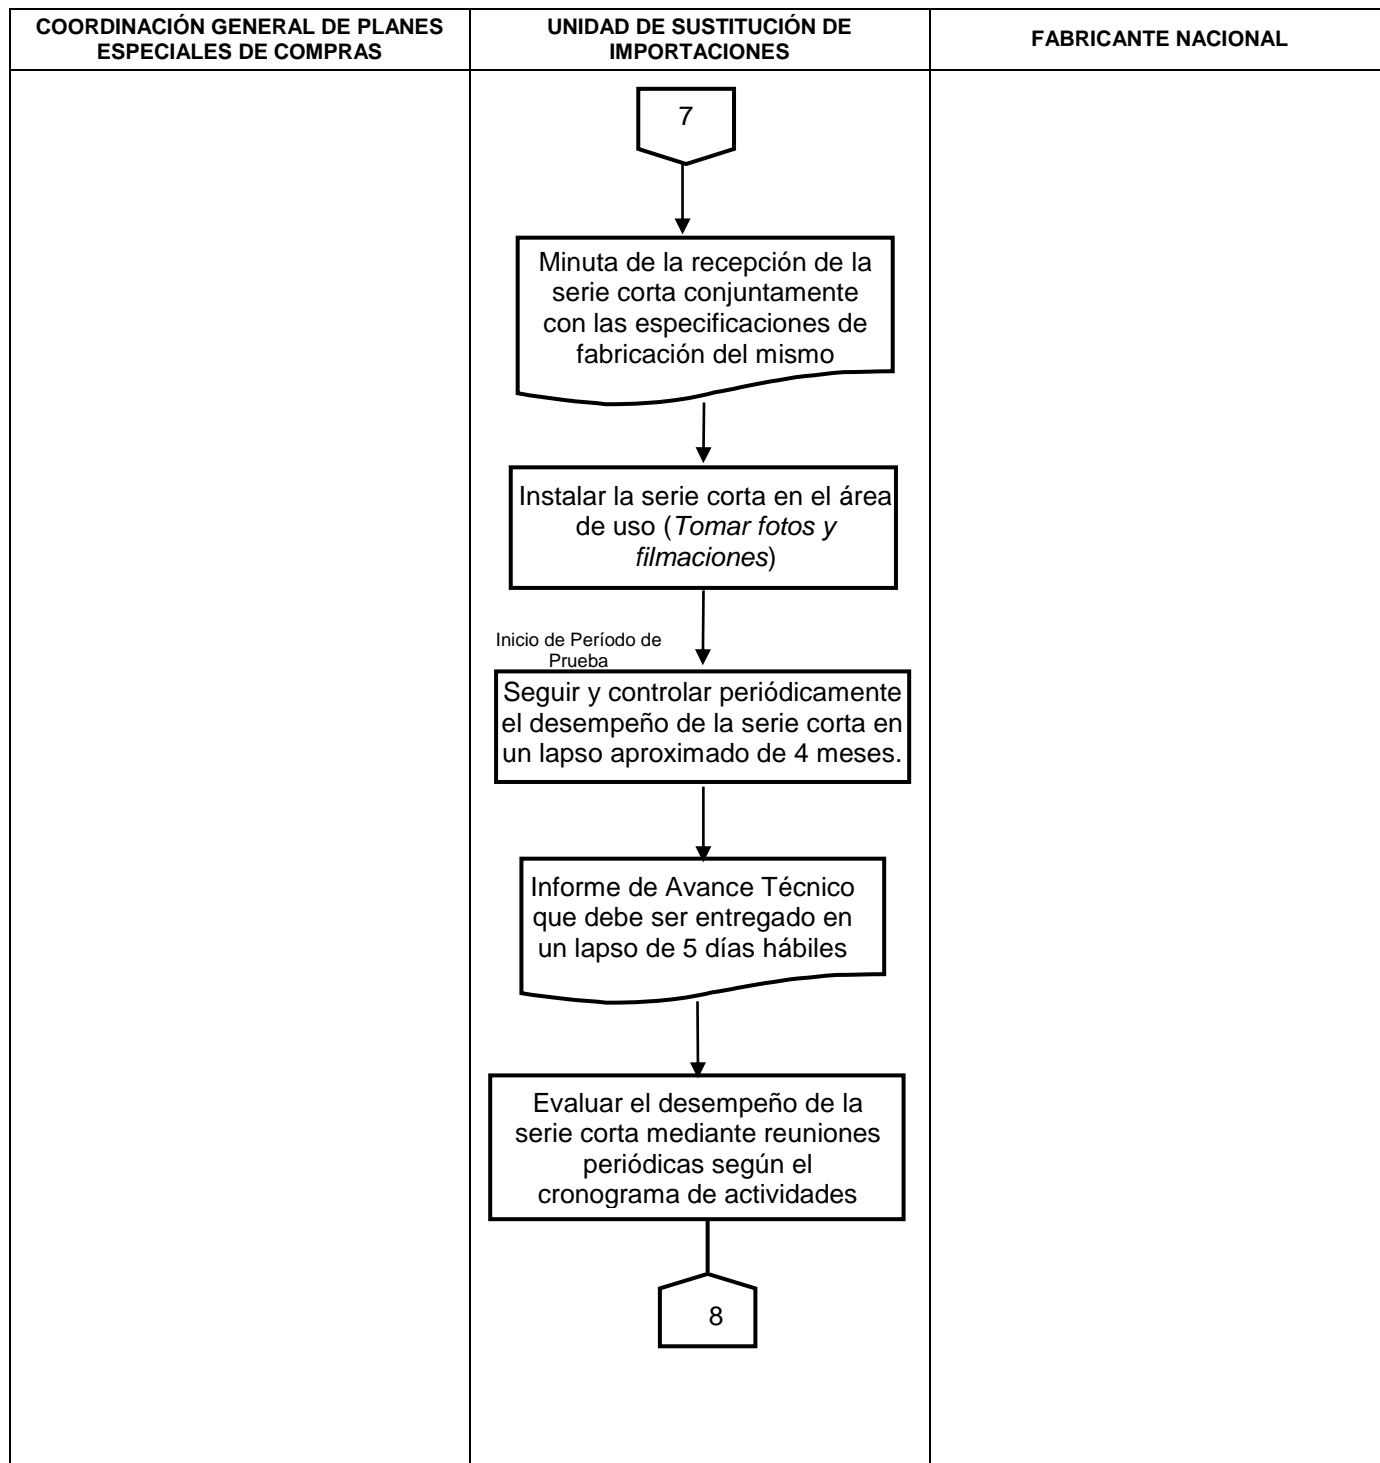 COORDINACIÓN GENERAL DE PLANES
ESPECIALES DE COMPRAS
UNIDAD DE SUSTITUCIÓN DE
IMPORTACIONES
FABRICANTE NACIONAL
7
Minuta de la recepción de la
serie corta conjuntamente
con las especificaciones de
fabricación del mismo
Instalar la serie corta en el área
de uso (Tomar fotos y
filmaciones)
Inicio de Período de
Prueba
Seguir y controlar periódicamente
el desempeño de la serie corta en
un lapso aproximado de 4 meses.
Informe de Avance Técnico
que debe ser entregado en
un lapso de 5 días hábiles
Evaluar el desempeño de la
serie corta mediante reuniones
periódicas según el
cronograma de actividades
8